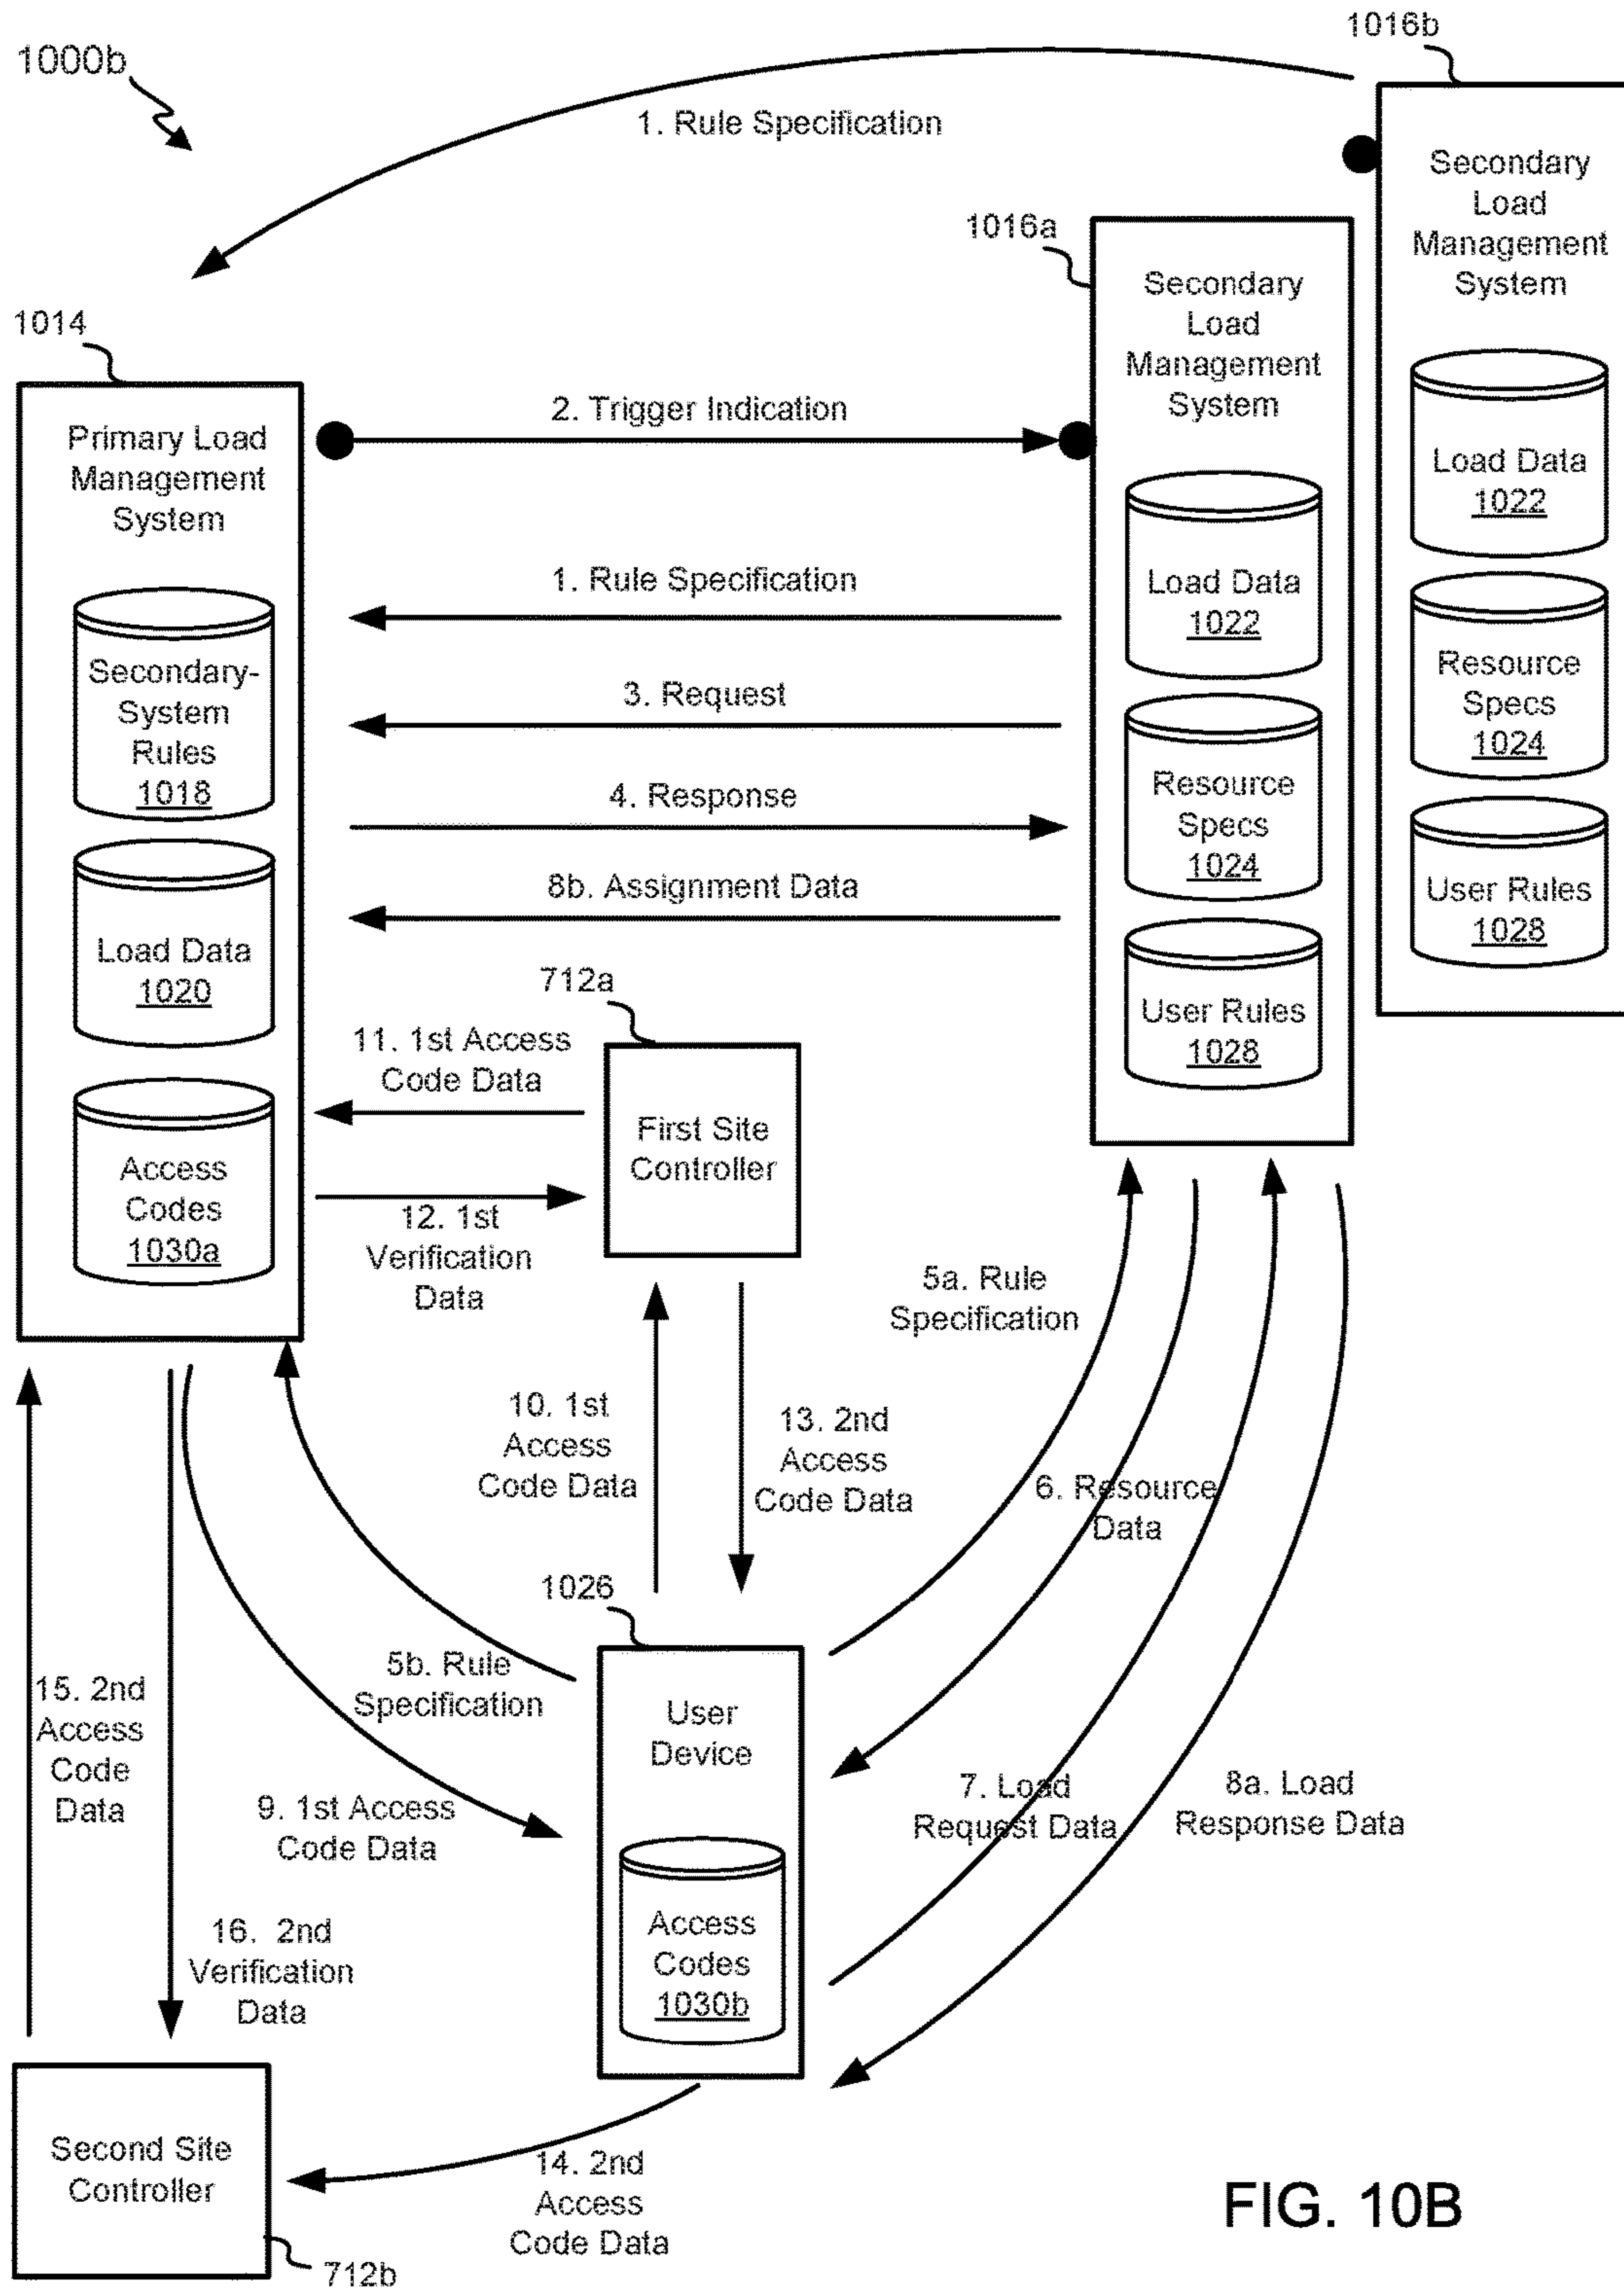 1016b
1000b
1. Rule Specification
Secondary
Load
Management
System
1016a
Secondary
Load
Management
System
1014
Load Data
1022
2. Trigger Indication
Primary Load
Management
System
Load Data
1022
1. Rule Specification
Resource
Specs
1024
Secondary-
System
Rules
1018
3. Request
Resource
Specs
1024
4. Response
User Rules
1028
8b. Assignment Data
Load Data
1020
User Rules
1028
712a
11. 1st Access
Code Data
First Site
Controller
Access
Codes
1030a
12. 1st
Verification
Data
5a. Rule
Specification
10. 1st
Access
Code Data
13. 2nd
Access
Code Data
6. Resource
Data
1026
5b. Rule
Specification
User
Device
15. 2nd
Access
Code
Data
7. Load
Request Data
8a. Load
Response Data
9. 1st Access
Code Data
Access
Codes
1030b
16. 2nd
Verification
Data
Second Site
Controller
14. 2nd
Access
Code Data
712b
FIG. 10B